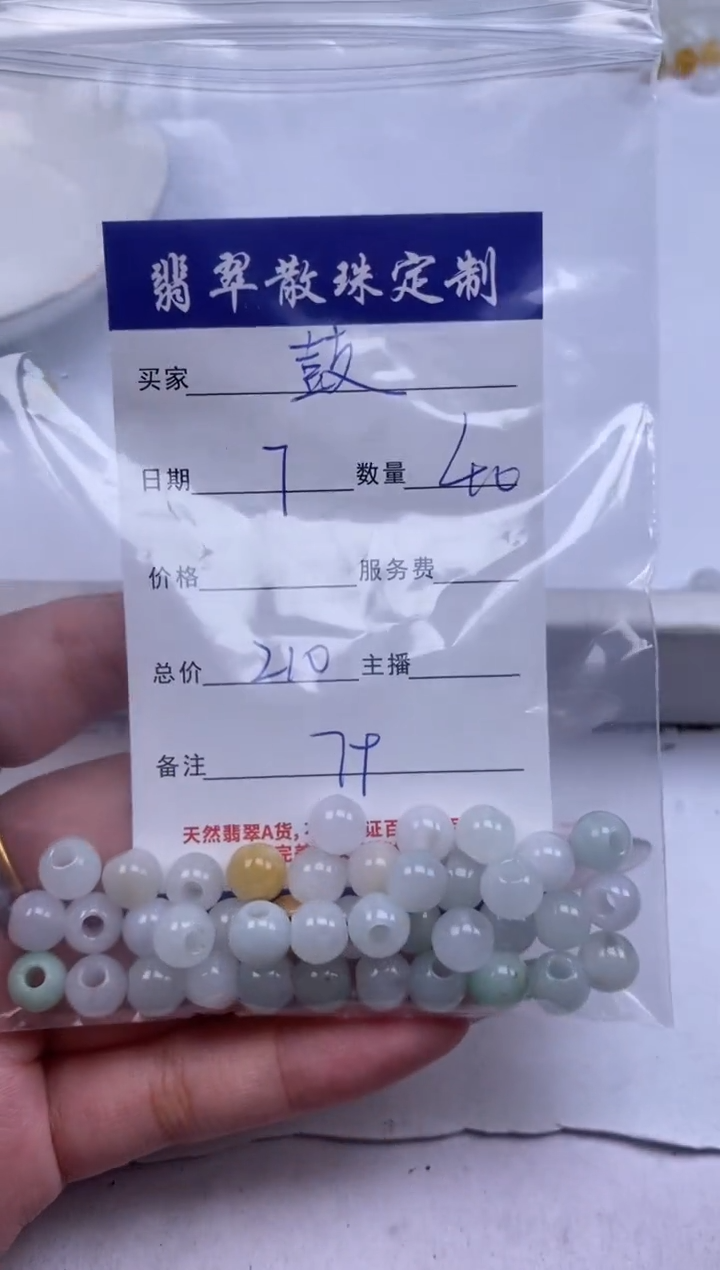 翡翠散珠定制
买家 鼓
日期 7 数量 40
价格 服务费
总价 210 主播
备注 7
天然翡翠A货,